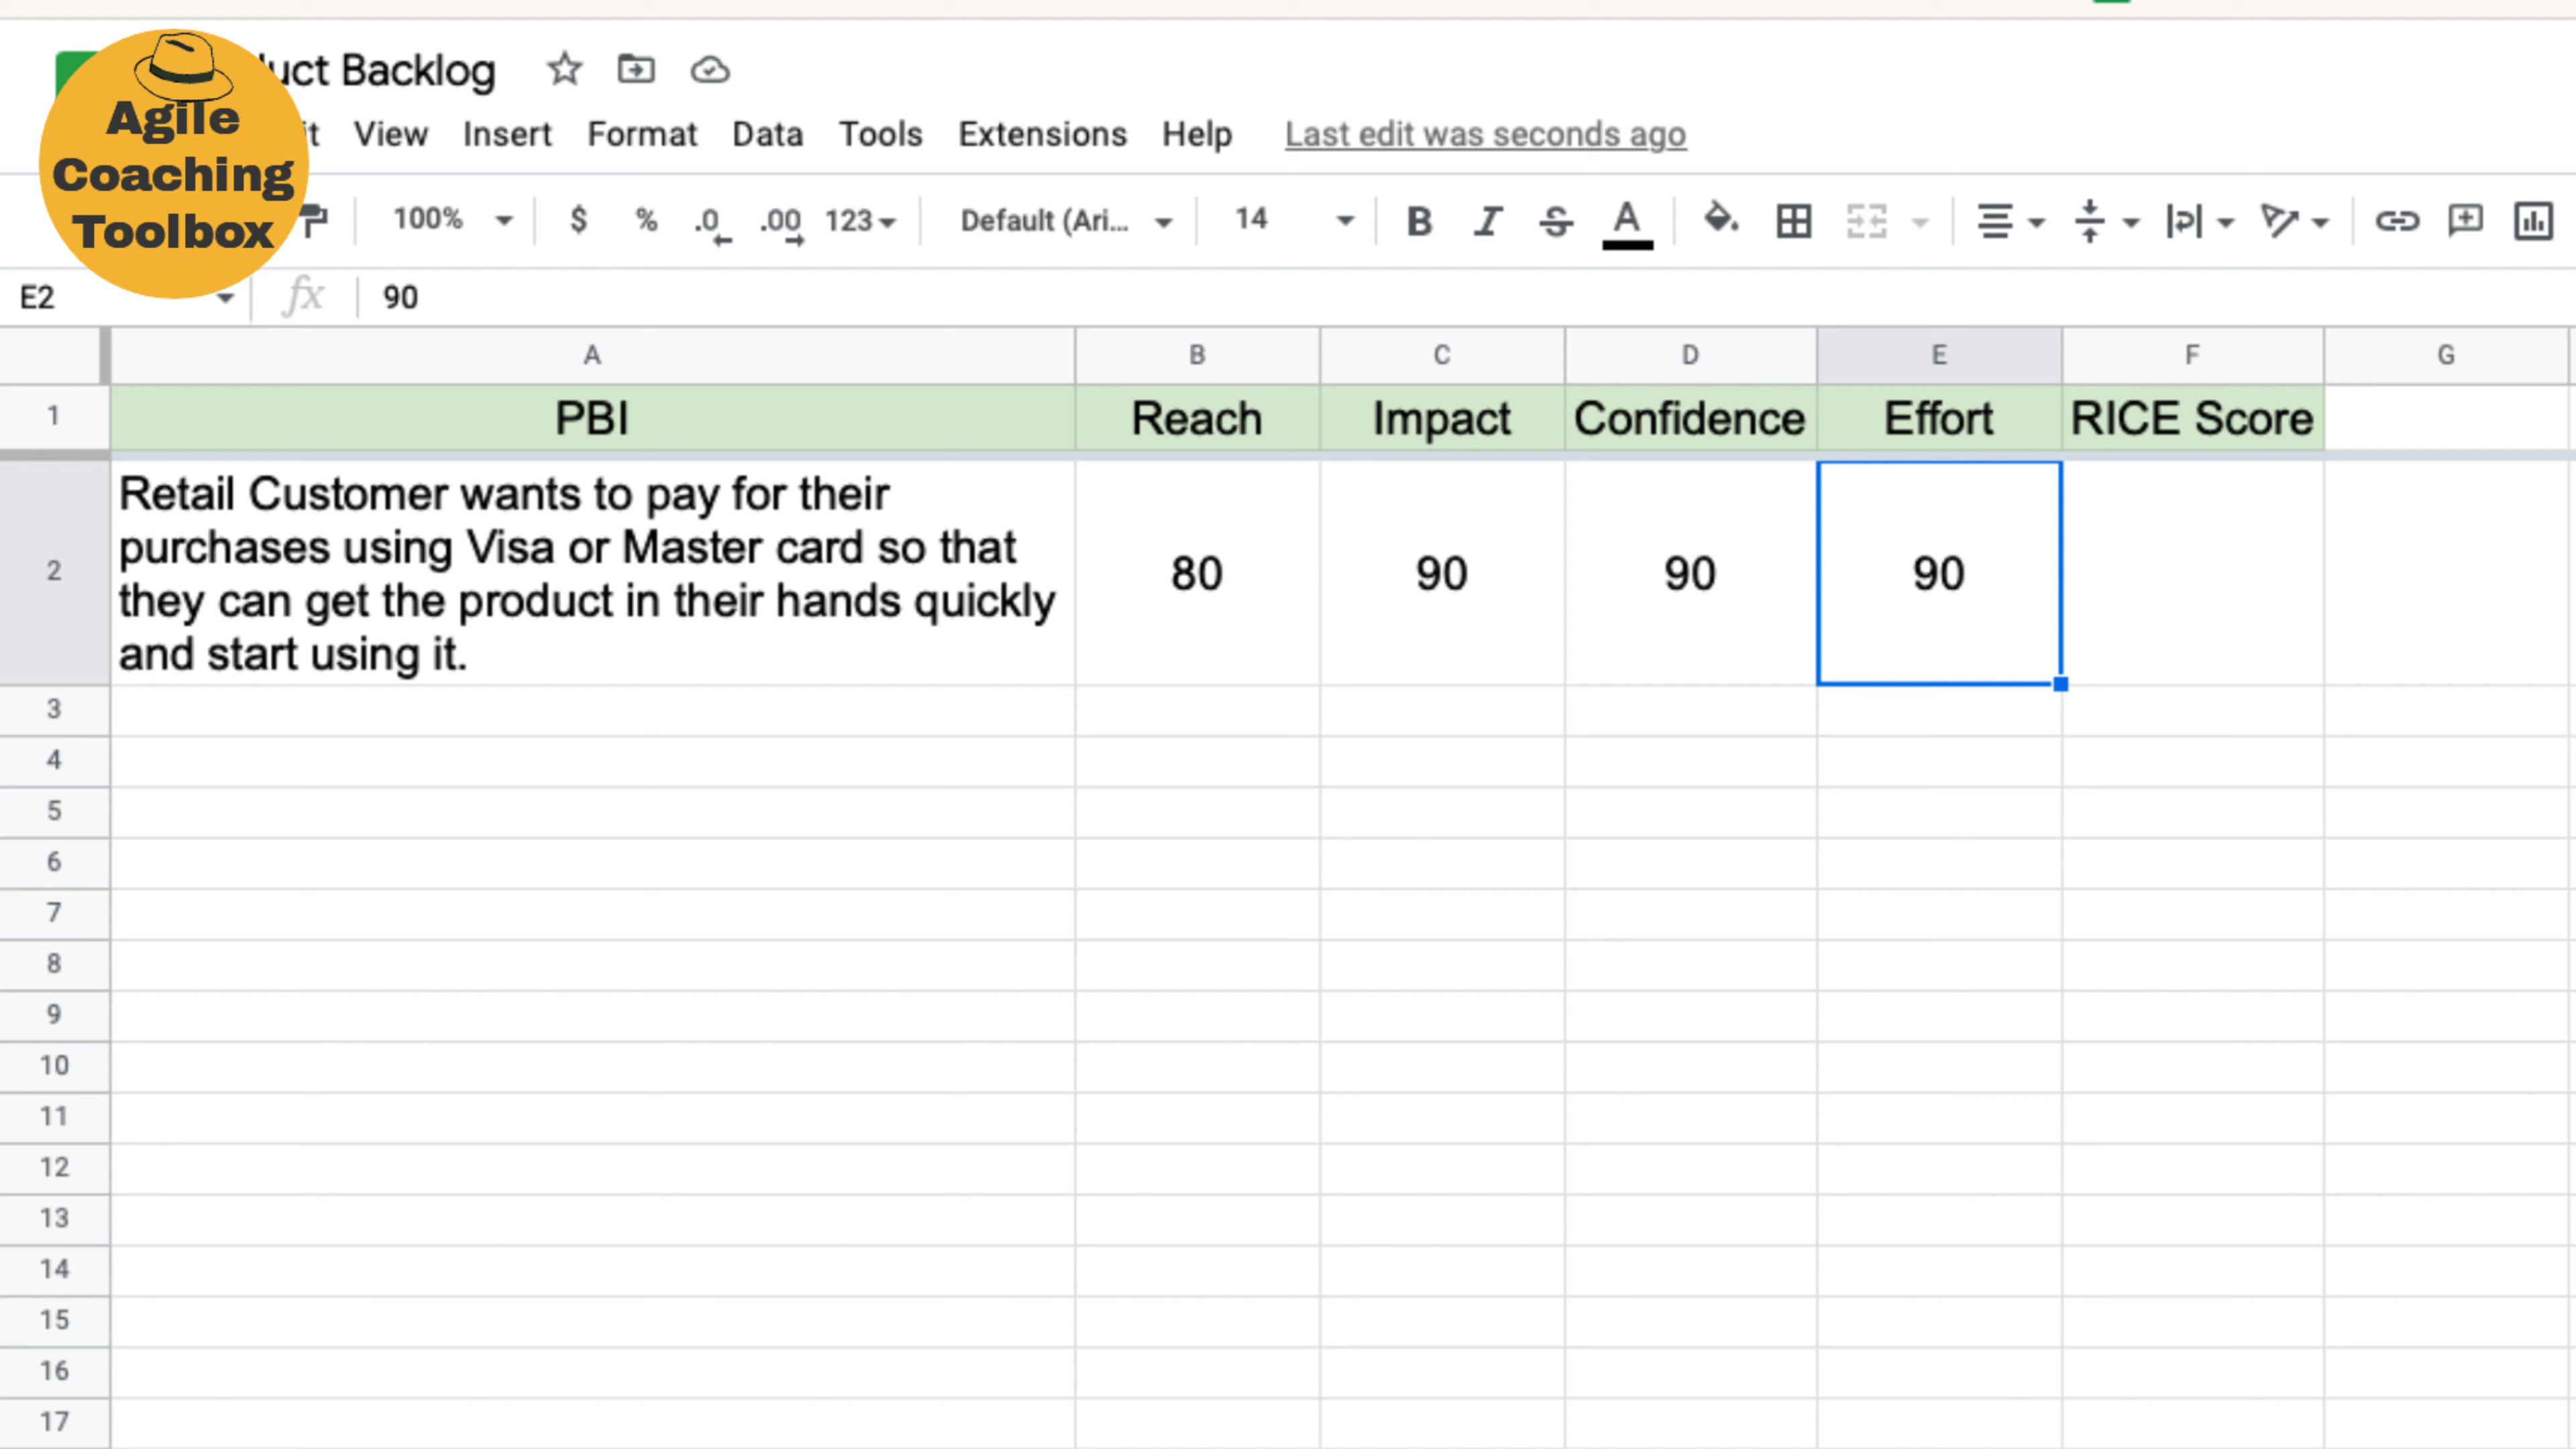 Agile
Coaching
Toolbox
uct Backlog
it View Insert Format Data Tools Extensions Help Last edit was seconds ago
100% $ % .0 .00 123 Default (Ari... 14 B I S A
E2 fx 90
A B C D E F G
1 PBI Reach Impact Confidence Effort RICE Score
Retail Customer wants to pay for their
purchases using Visa or Master card so that
2 80 90 90 90
they can get the product in their hands quickly
and start using it.
3
4
5
6
7
8
9
10
11
12
13
14
15
16
17